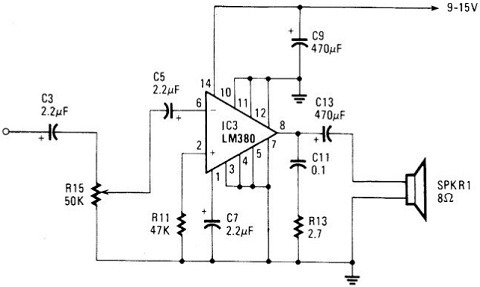 9-15V
C9
470μF
C3
2.2μF
C5
2.2μF
14
10
11
12
6
IC3
LM380
8
C13
470μF
2
7
1
3
4
5
R15
50K
R11
47K
C7
2.2μF
C11
0.1
R13
2.7
SPKR1
8Ω